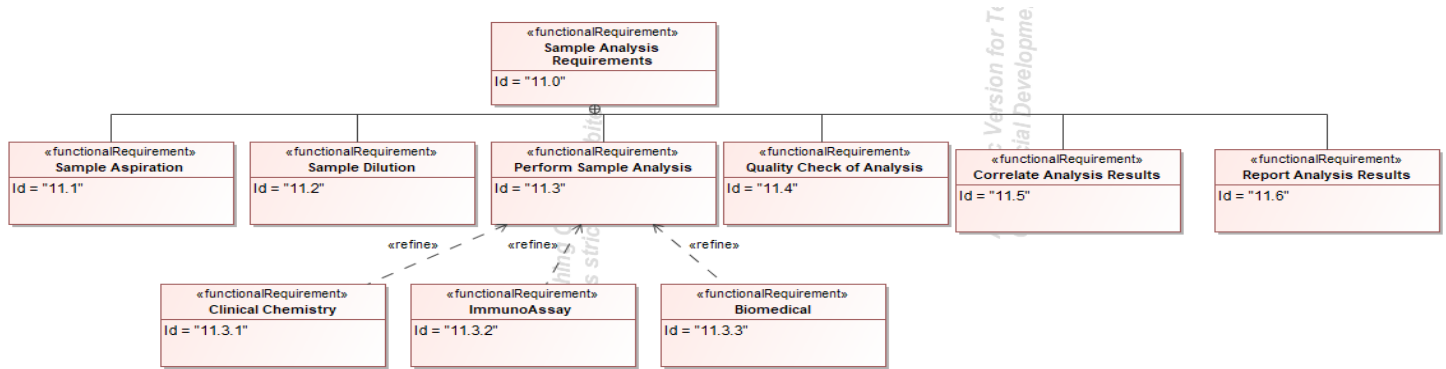 «functionalRequirement»
Sample Analysis
Requirements
Id = "11.0"
«functionalRequirement»
Sample Aspiration
Id = "11.1"
«functionalRequirement»
Sample Dilution
Id = "11.2"
«functionalRequirement»
Perform Sample Analysis
Id = "11.3"
«functionalRequirement»
Quality Check of Analysis
Id = "11.4"
«functionalRequirement»
Correlate Analysis Results
Id = "11.5"
«functionalRequirement»
Report Analysis Results
Id = "11.6"
«refine»
«refine»
«refine»
«functionalRequirement»
Clinical Chemistry
Id = "11.3.1"
«functionalRequirement»
ImmunoAssay
Id = "11.3.2"
«functionalRequirement»
Biomedical
Id = "11.3.3"
Version for